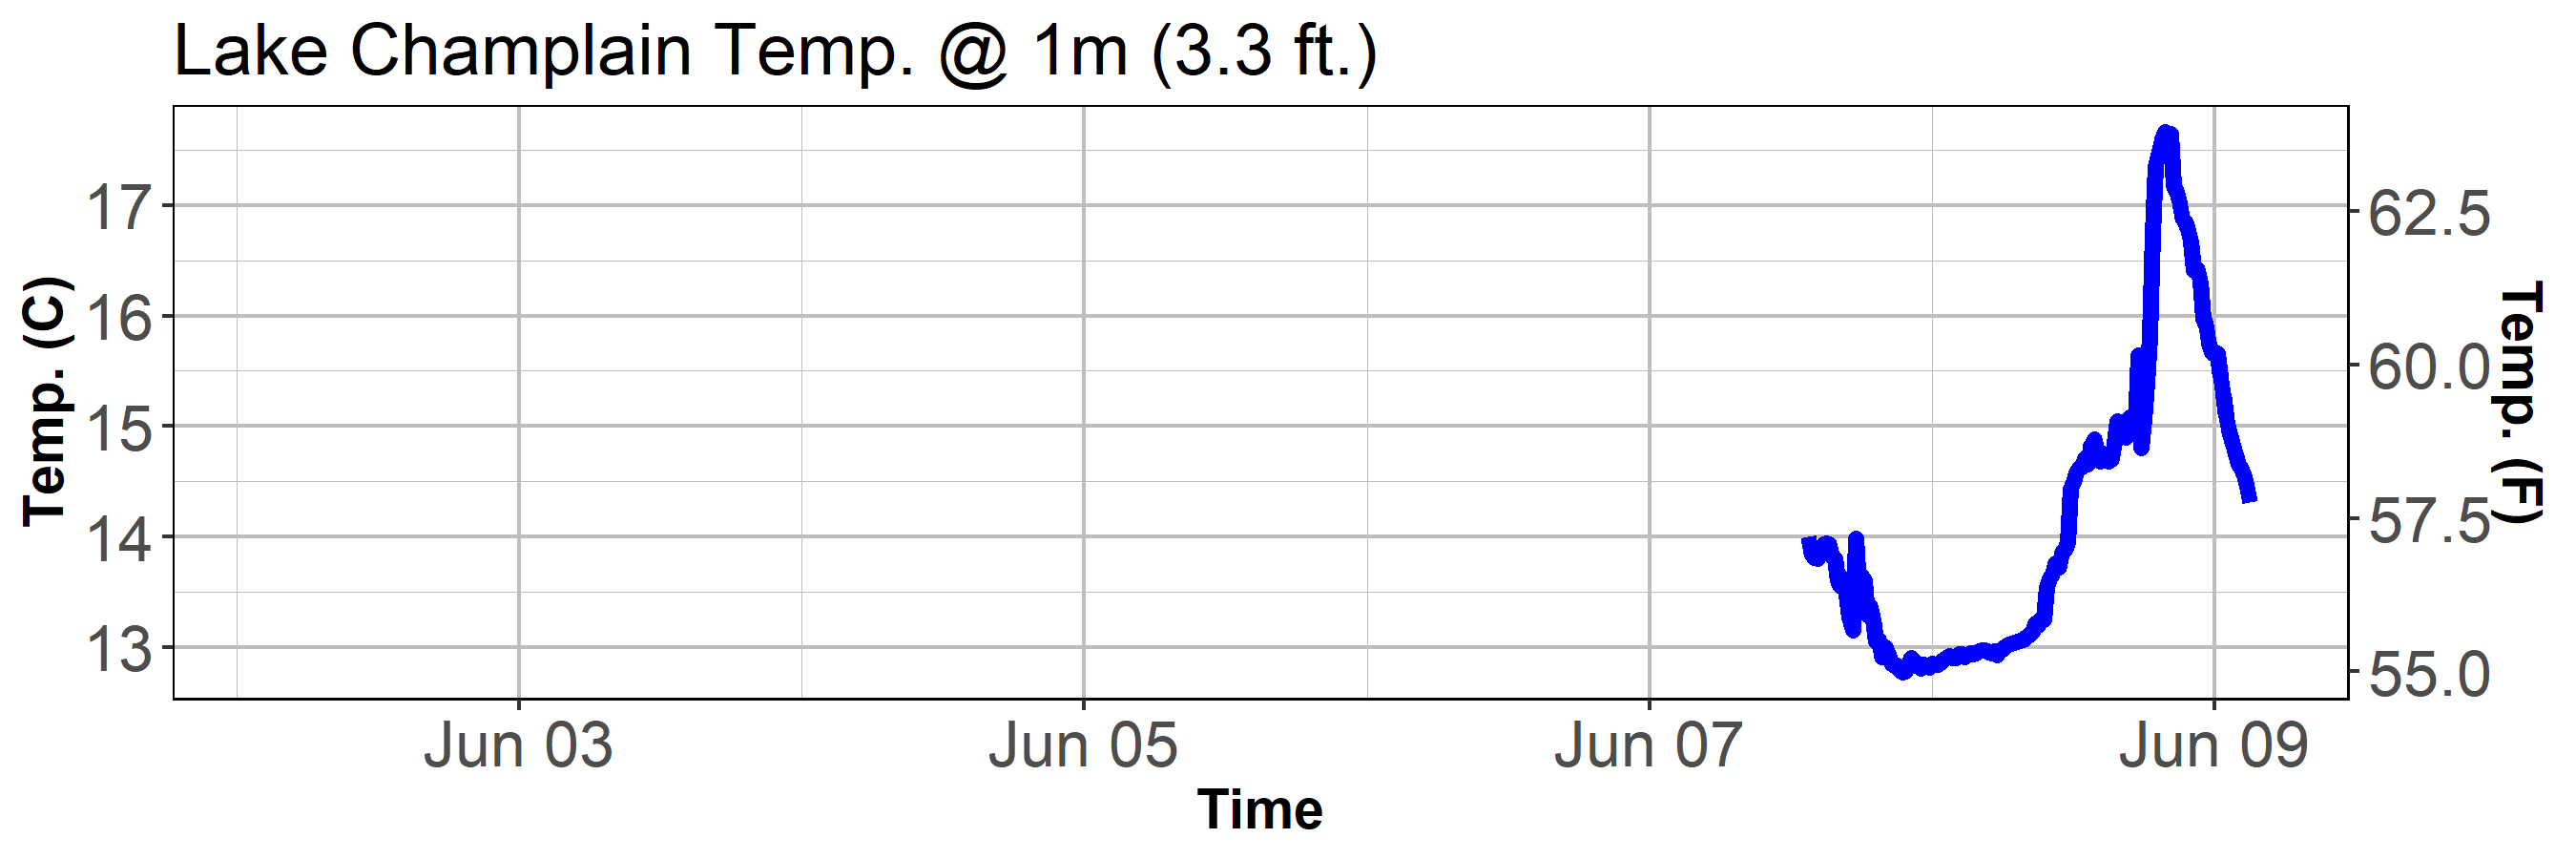 Lake Champlain Temp. @ 1m (3.3 ft.)
Temp. (C)
17
16
15
14
13
62.5
60.0
57.5
55.0
Temp. (F)
Jun 03
Jun 05
Jun 07
Jun 09
Time